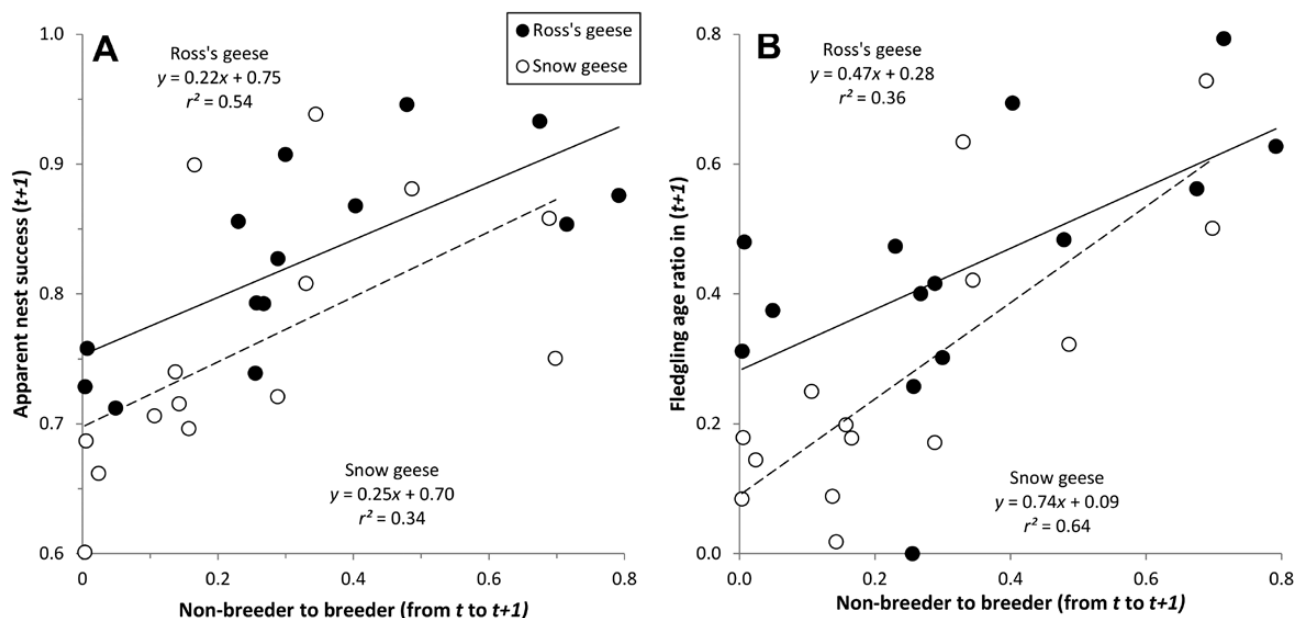 A
Ross's geese
y = 0.22x + 0.75
r² = 0.54
Ross's geese
Snow geese
Snow geese
y = 0.25x + 0.70
r² = 0.34
Apparent nest success (t+1)
1.0
0.9
0.8
0.7
0.6
0
0.2
0.4
0.6
0.8
Non-breeder to breeder (from t to t+1)
B
Ross's geese
y = 0.47x + 0.28
r² = 0.36
Snow geese
y = 0.74x + 0.09
r² = 0.64
Fledgling age ratio in (t+1)
0.8
0.6
0.4
0.2
0.0
0.0
0.2
0.4
0.6
0.8
Non-breeder to breeder (from t to t+1)